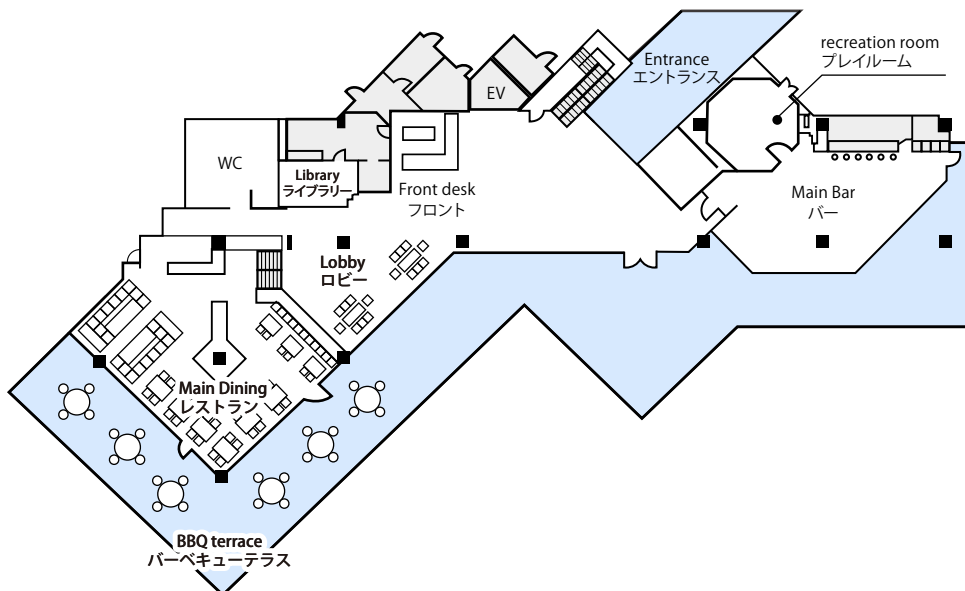 recreation room
プレイルーム
Entrance
エントランス
EV
WC
Library
ライブラリー
Front desk
フロント
Main Bar
バー
Lobby
ロビー
Main Dining
レストラン
BBQ terrace
バーベキューテラス